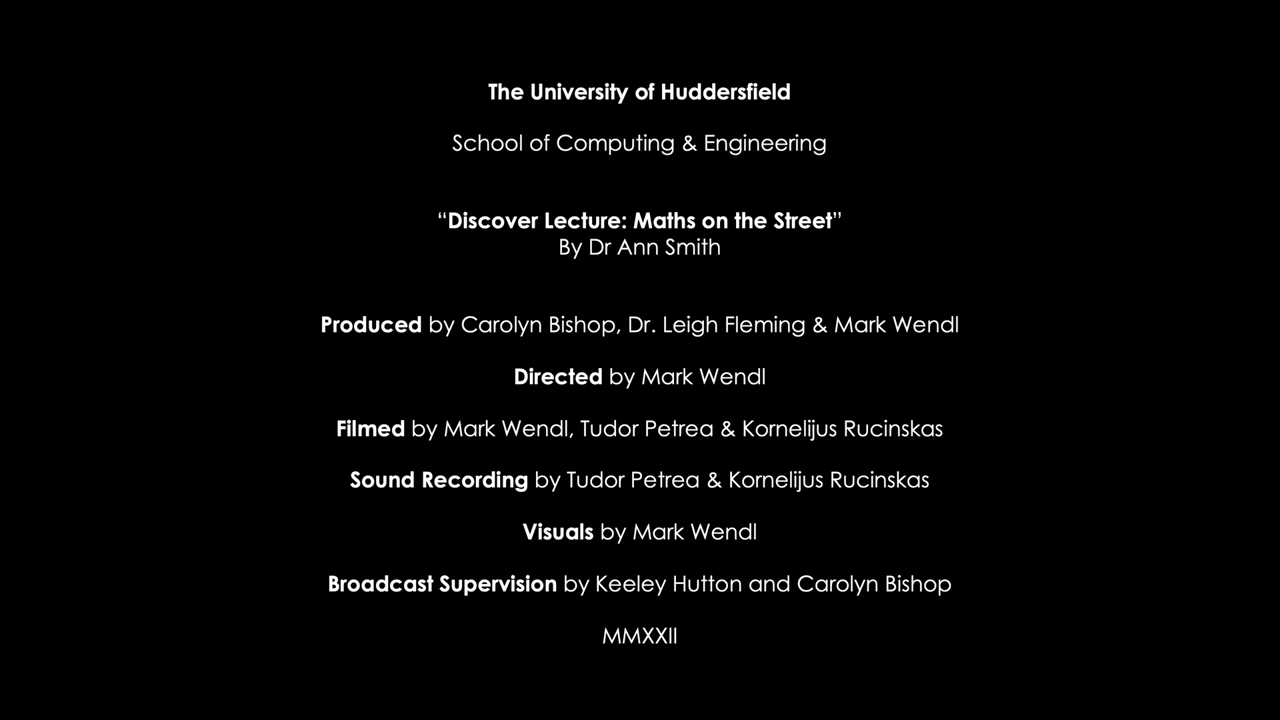 The University of Huddersfield
School of Computing & Engineering
“Discover Lecture: Maths on the Street”
By Dr Ann Smith
Produced by Carolyn Bishop, Dr. Leigh Fleming & Mark Wendl
Directed by Mark Wendl
Filmed by Mark Wendl, Tudor Petrea & Kornelijus Rucinskas
Sound Recording by Tudor Petrea & Kornelijus Rucinskas
Visuals by Mark Wendl
Broadcast Supervision by Keeley Hutton and Carolyn Bishop
MMXXII